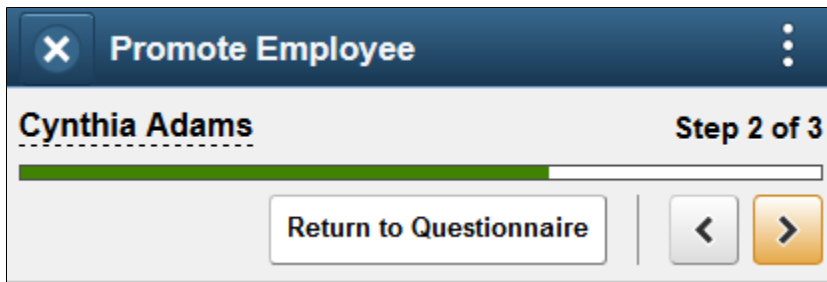 Promote Employee
Cynthia Adams
Step 2 of 3
Return to Questionnaire